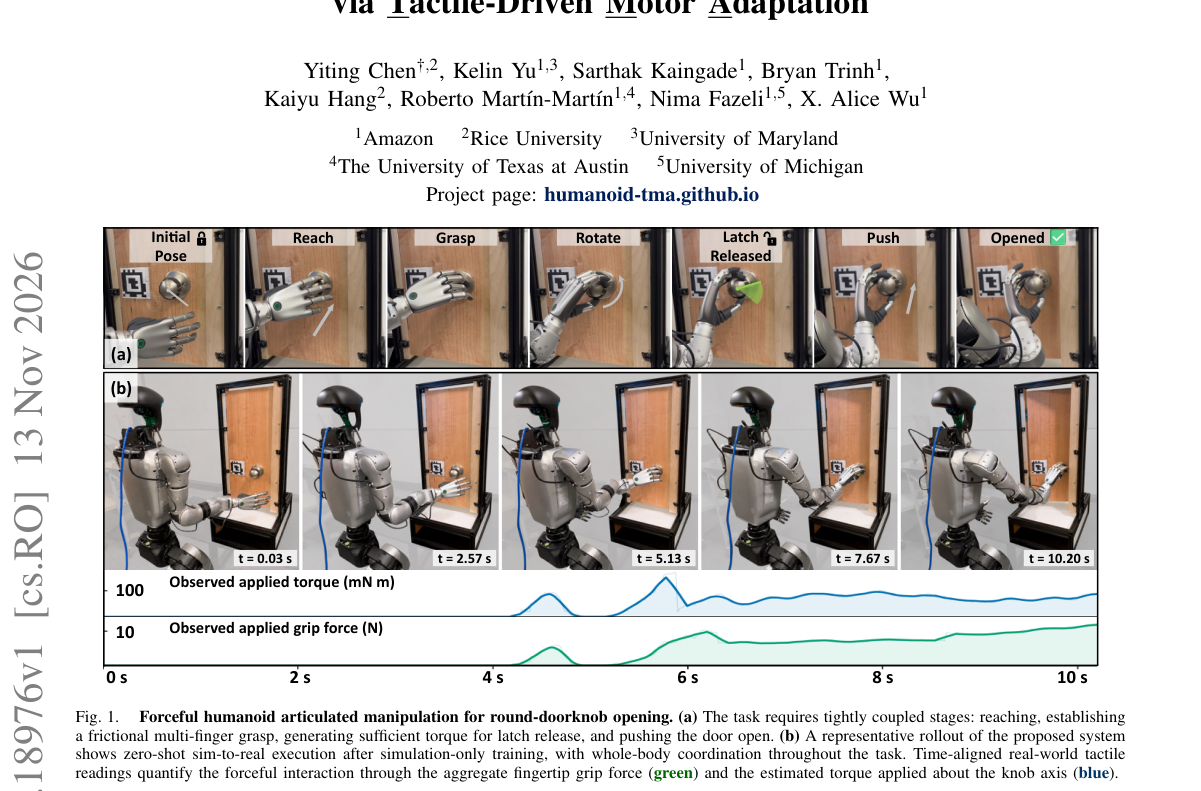 via Tactile-Driven Motor Adaptation
Yiting Chen†,2, Kelin Yu1,3, Sarthak Kaingade1, Bryan Trinh1,
Kaiyu Hang2, Roberto Martín-Martín1,4, Nima Fazeli1,5, X. Alice Wu1
1Amazon 2Rice University 3University of Maryland
4The University of Texas at Austin 5University of Michigan
Project page: humanoid-tma.github.io
.18976v1 [cs.RO] 13 Nov 2026
Initial Pose
Reach
Grasp
Rotate
Latch Released
Push
Opened
(a)
(b)
t = 0.03 s
t = 2.57 s
t = 5.13 s
t = 7.67 s
t = 10.20 s
100
Observed applied torque (mN m)
10
Observed applied grip force (N)
0 s 2 s 4 s 6 s 8 s 10 s
Fig. 1. Forceful humanoid articulated manipulation for round-doorknob opening. (a) The task requires tightly coupled stages: reaching, establishing
a frictional multi-finger grasp, generating sufficient torque for latch release, and pushing the door open. (b) A representative rollout of the proposed system
shows zero-shot sim-to-real execution after simulation-only training, with whole-body coordination throughout the task. Time-aligned real-world tactile
readings quantify the forceful interaction through the aggregate fingertip grip force (green) and the estimated torque applied about the knob axis (blue).